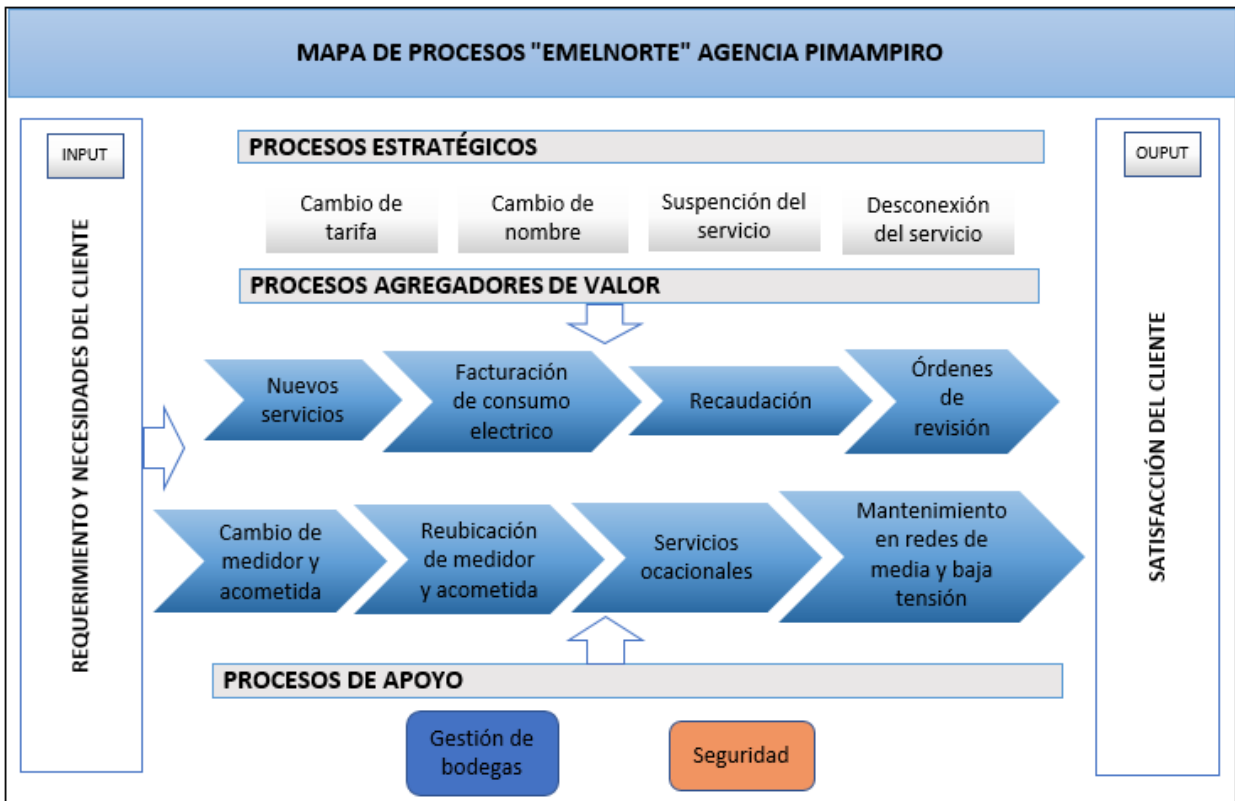 MAPA DE PROCESOS "EMELNORTE" AGENCIA PIMAMPIRO
INPUT
REQUERIMIENTO Y NECESIDADES DEL CLIENTE
PROCESOS ESTRATÉGICOS
Cambio de
tarifa
Cambio de
nombre
Suspención del
servicio
Desconexión
del servicio
PROCESOS AGREGADORES DE VALOR
Nuevos
servicios
Facturación
de consumo
electrico
Recaudación
Órdenes
de
revisión
Cambio de
medidor y
acometida
Reubicación
de medidor
y acometida
Servicios
ocacionales
Mantenimiento
en redes de
media y baja
tensión
PROCESOS DE APOYO
Gestión de
bodegas
Seguridad
OUPUT
SATISFACCIÓN DEL CLIENTE